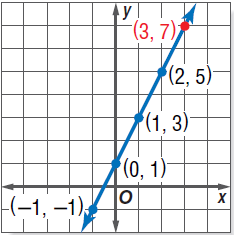 y
(3, 7)
(2, 5)
(1, 3)
(0, 1)
(−1, −1)
O
x